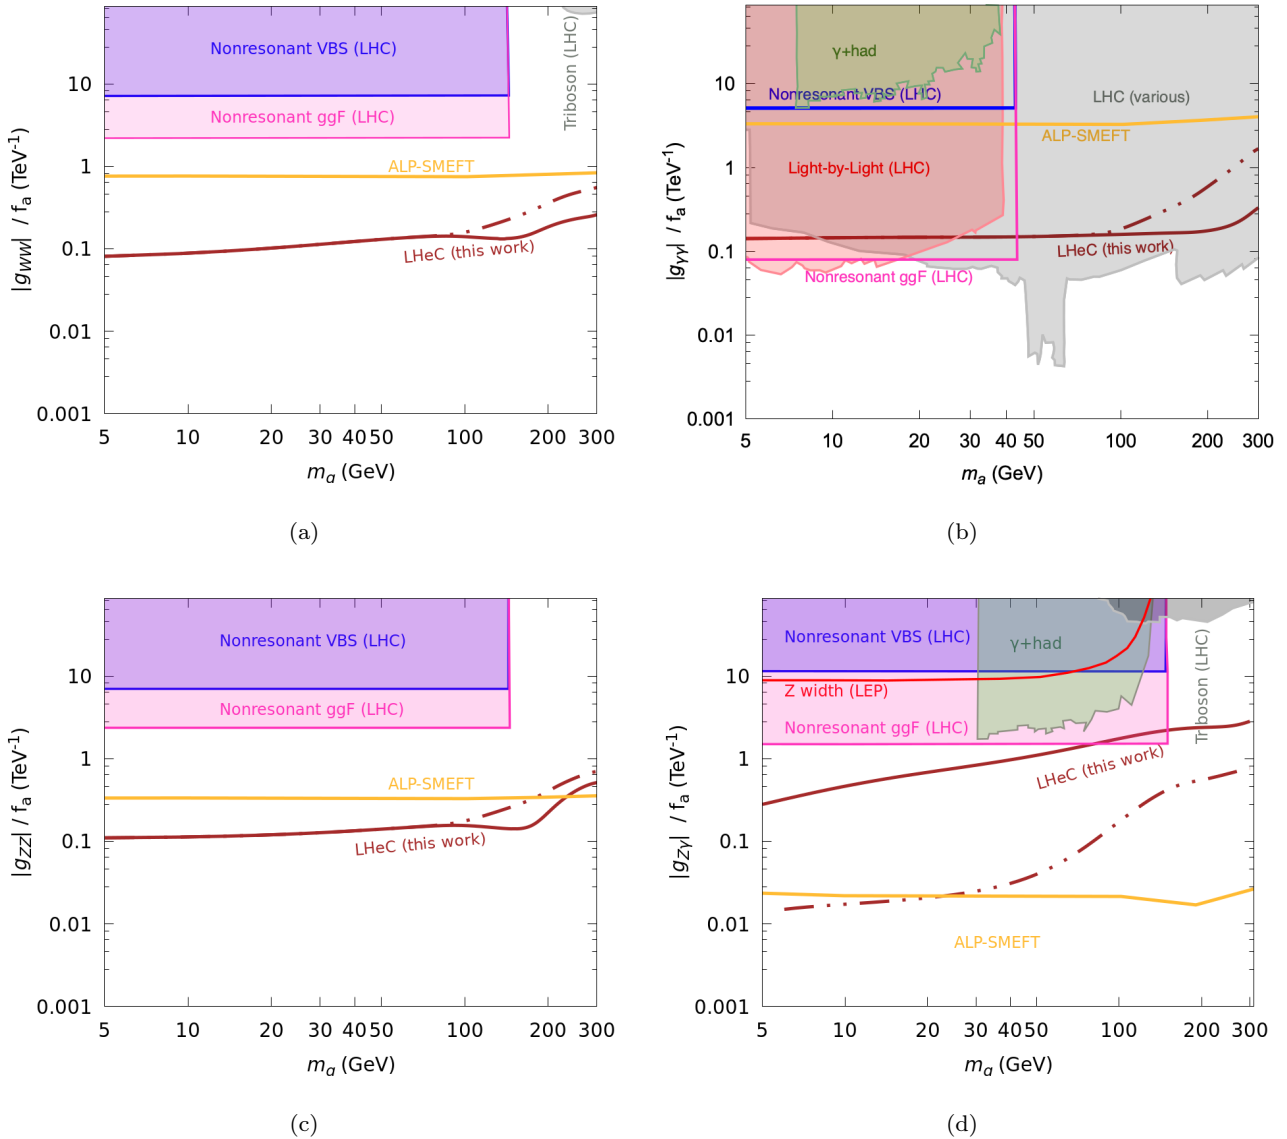 Nonresonant VBS (LHC)
Nonresonant ggF (LHC)
Triboson (LHC)
ALP-SMEFT
LHeC (this work)
|gWW| / fa (TeV-1)
10
1
0.1
0.01
0.001
5 10 20 30 40 50 100 200 300
ma (GeV)
(a)
γ+had
Nonresonant VBS (LHC)
LHC (various)
ALP-SMEFT
Light-by-Light (LHC)
LHeC (this work)
Nonresonant ggF (LHC)
|gγγ| / fa (TeV-1)
10
1
0.1
0.01
0.001
5 10 20 30 40 50 100 200 300
ma (GeV)
(b)
Nonresonant VBS (LHC)
Nonresonant ggF (LHC)
ALP-SMEFT
LHeC (this work)
|gZZ| / fa (TeV-1)
10
1
0.1
0.01
0.001
5 10 20 30 40 50 100 200 300
ma (GeV)
(c)
Nonresonant VBS (LHC)
γ+had
Z width (LEP)
Nonresonant ggF (LHC)
Triboson (LHC)
LHeC (this work)
ALP-SMEFT
|gZγ| / fa (TeV-1)
10
1
0.1
0.01
0.001
5 10 20 30 40 50 100 200 300
ma (GeV)
(d)